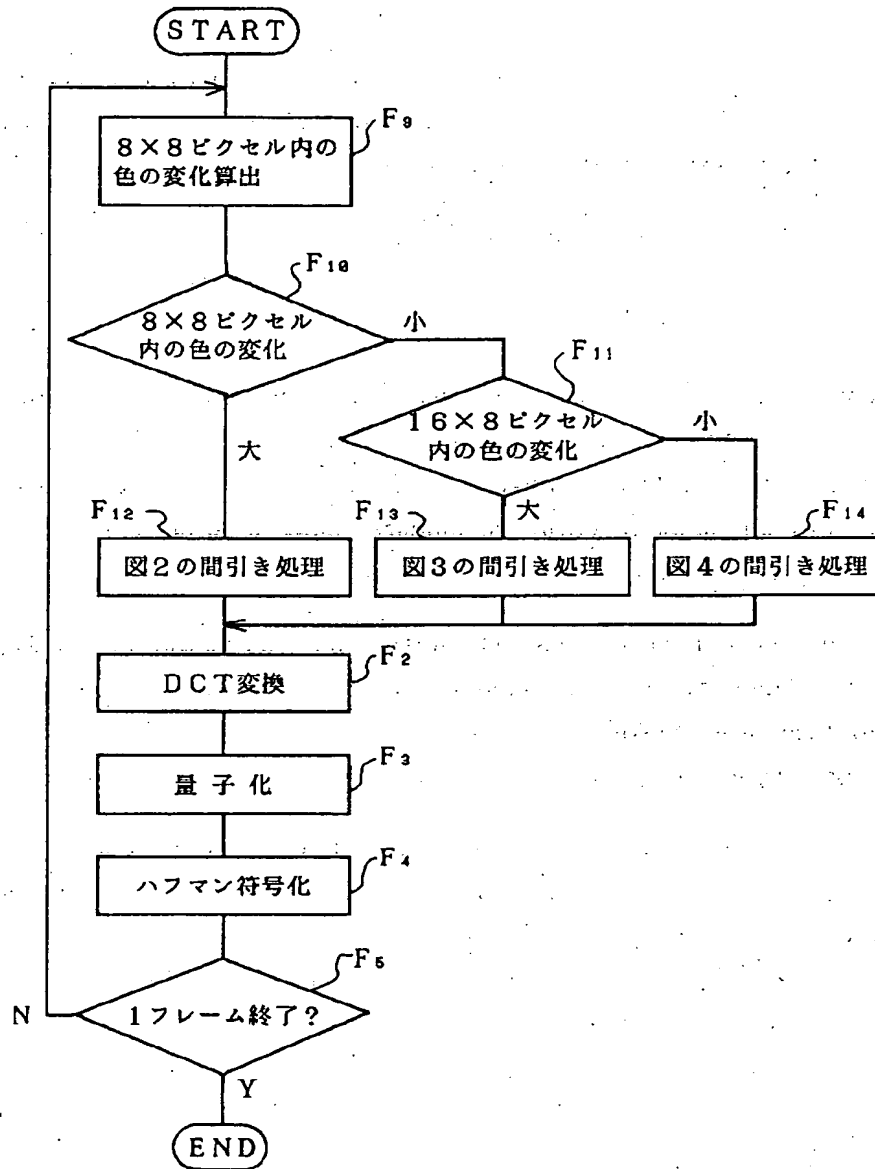 START
F9
8×8ピクセル内の
色の変化算出
F10
8×8ピクセル
内の色の変化
小
F11
16×8ピクセル
内の色の変化
小
大
大
F12
F13
F14
図2の間引き処理
図3の間引き処理
図4の間引き処理
F2
DCT変換
F3
量子化
F4
ハフマン符号化
F5
1フレーム終了?
N
Y
END